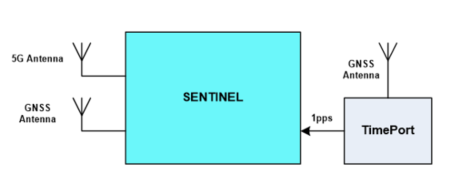 5G Antenna
GNSS
Antenna
SENTINEL
1pps
GNSS
Antenna
TimePort